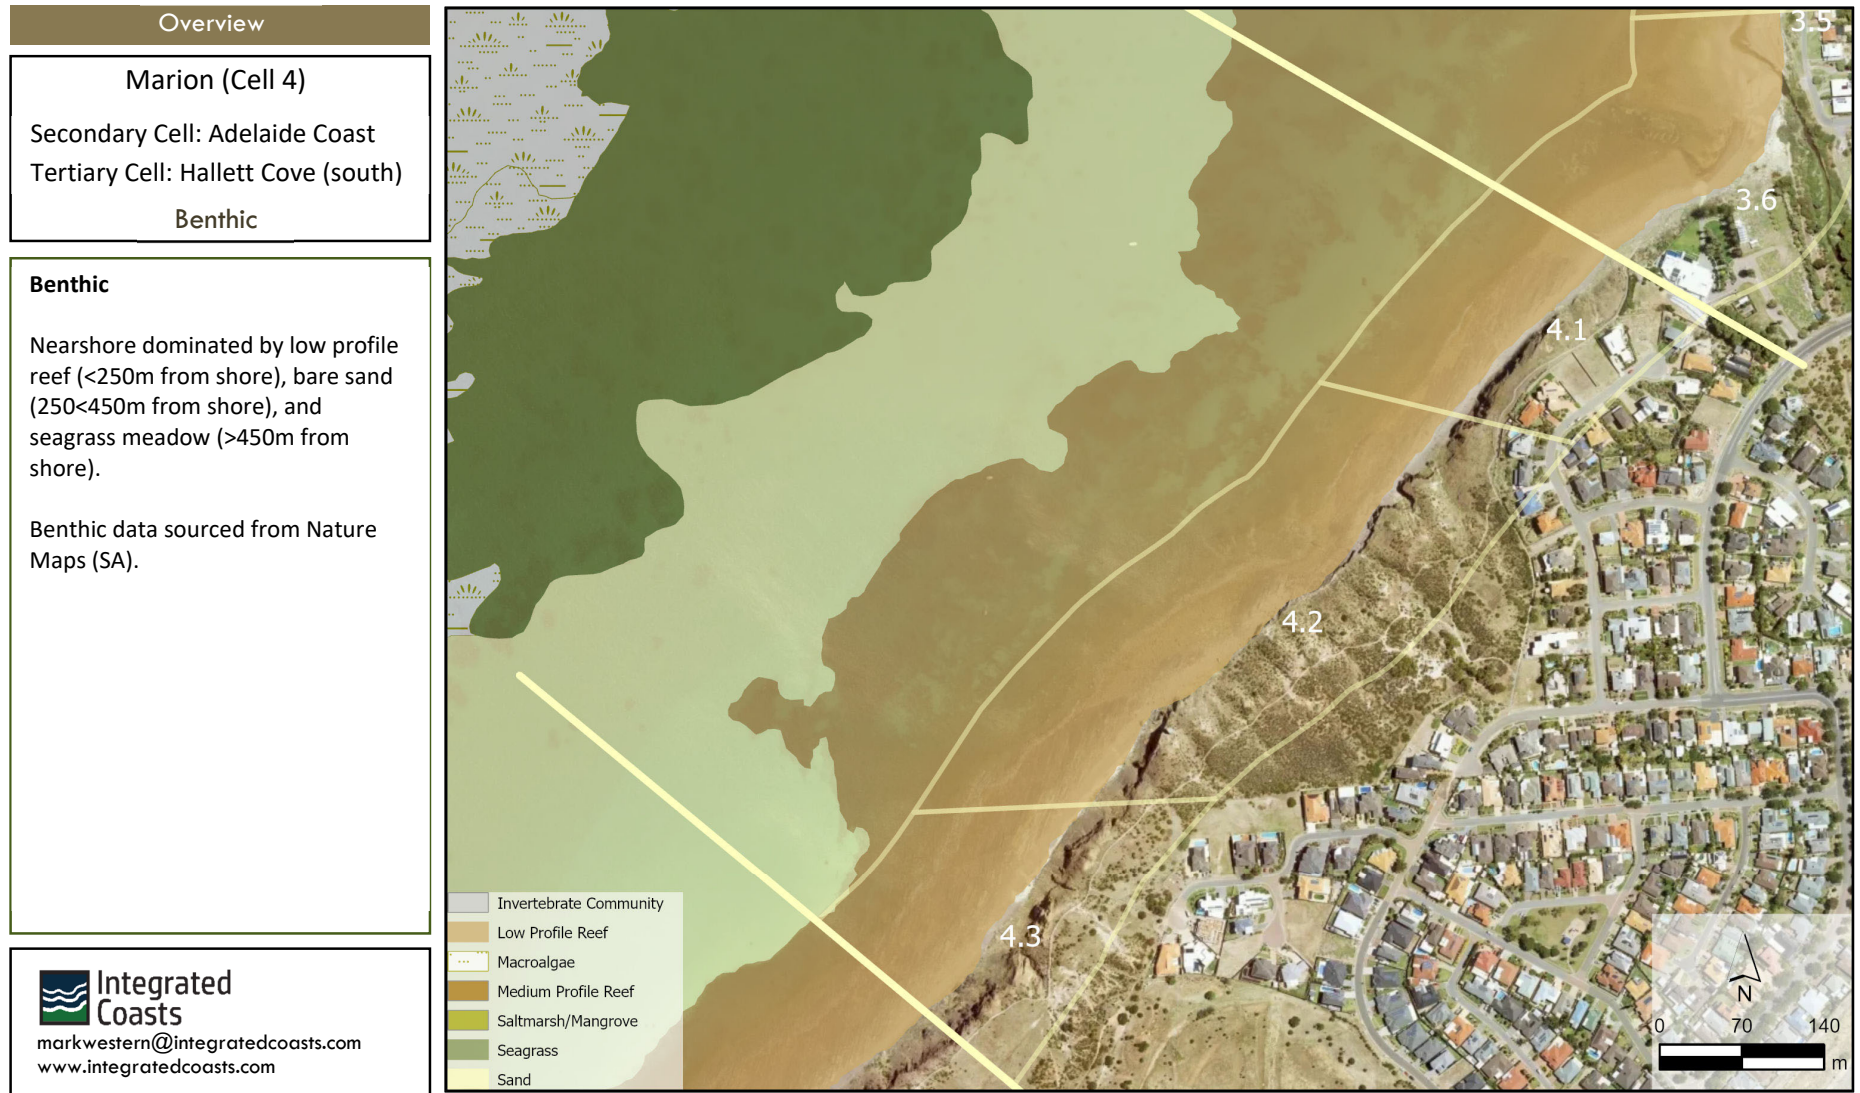 Overview
Marion (Cell 4)
Secondary Cell: Adelaide Coast
Tertiary Cell: Hallett Cove (south)
Benthic
Benthic
Nearshore dominated by low profile
reef (<250m from shore), bare sand
(250<450m from shore), and
seagrass meadow (>450m from
shore).
Benthic data sourced from Nature
Maps (SA).
Integrated
Coasts
markwestern@integratedcoasts.com
www.integratedcoasts.com
3.5
3.6
4.1
4.2
4.3
Invertebrate Community
Low Profile Reef
Macroalgae
Medium Profile Reef
Saltmarsh/Mangrove
Seagrass
Sand
N
0 70 140
m